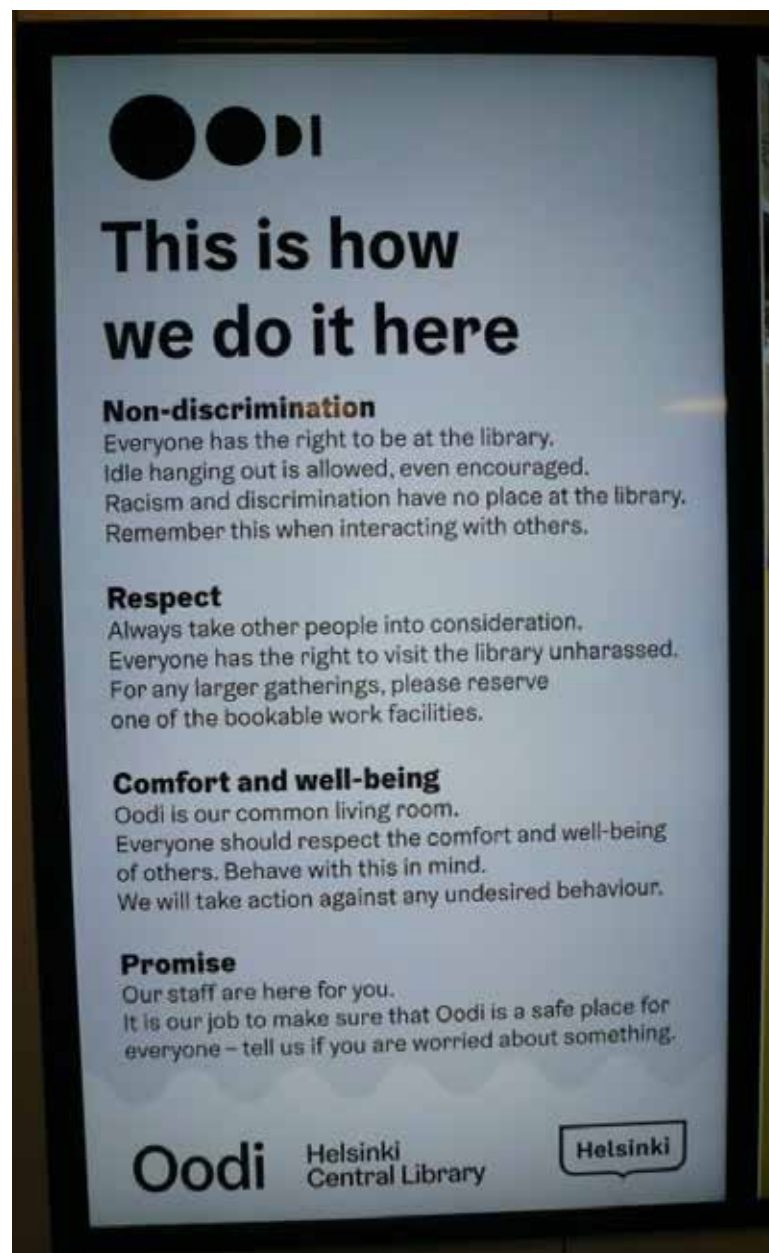 OODI
This is how
we do it here
Non-discrimination
Everyone has the right to be at the library.
Idle hanging out is allowed, even encouraged.
Racism and discrimination have no place at the library.
Remember this when interacting with others.
Respect
Always take other people into consideration.
Everyone has the right to visit the library unharassed.
For any larger gatherings, please reserve
one of the bookable work facilities.
Comfort and well-being
Oodi is our common living room.
Everyone should respect the comfort and well-being
of others. Behave with this in mind.
We will take action against any undesired behaviour.
Promise
Our staff are here for you.
It is our job to make sure that Oodi is a safe place for
everyone – tell us if you are worried about something.
Oodi
Helsinki
Central Library
Helsinki